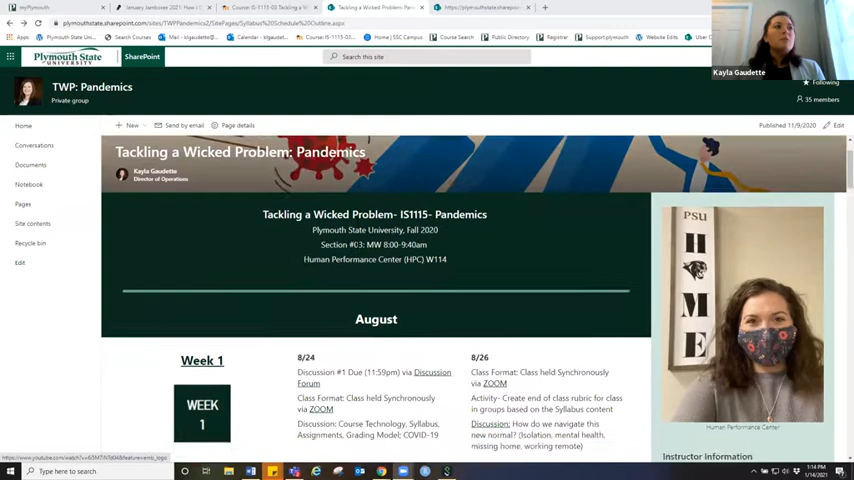 myPlymouth
January Jamboree 2021: How I
Course: IS-1115-03 Tackling a W
Tackling a Wicked Problem: Pan
https://plymouthstate.sharepoin
plymouthstate.sharepoint.com/sites/TWPPandemics2/SitePages/Syllabus%20Schedule%20Outline.aspx
Apps
Plymouth State Uni
Email - klgaudette@
Calendar - klgaudet
Course: IS-1115-03
Home | SSC Campus
Course Search
Registrar
Public Directory
Support.plymouth
Website Edits
Uber C
Plymouth State
UNIVERSITY
SharePoint
Search this site
Kayla Gaudette
TWP: Pandemics
Private group
Following
35 members
New
Send by email
Page details
Published 11/9/2020
Edit
Home
Conversations
Documents
Notebook
Pages
Site contents
Recycle bin
Edit
Tackling a Wicked Problem: Pandemics
Kayla Gaudette
Director of Operations
Tackling a Wicked Problem- IS1115- Pandemics
Plymouth State University, Fall 2020
Section #03: MW 8:00-9:40am
Human Performance Center (HPC) W114
August
Week 1
WEEK
1
8/24
Discussion #1 Due (11:59pm) via Discussion
Forum
Class Format: Class held Synchronously
via ZOOM
Discussion: Course Technology, Syllabus,
Assignments, Grading Model; COVID-19
8/26
Class Format: Class held Synchronously
via ZOOM
Activity- Create end of class rubric for class
in groups based on the Syllabus content
Discussion: How do we navigate this
new normal? (Isolation, mental health,
missing home, working remote)
PSU
H
M
E
Human Performance Center
Instructor Information
Type here to search
1:14 PM
1/14/2021